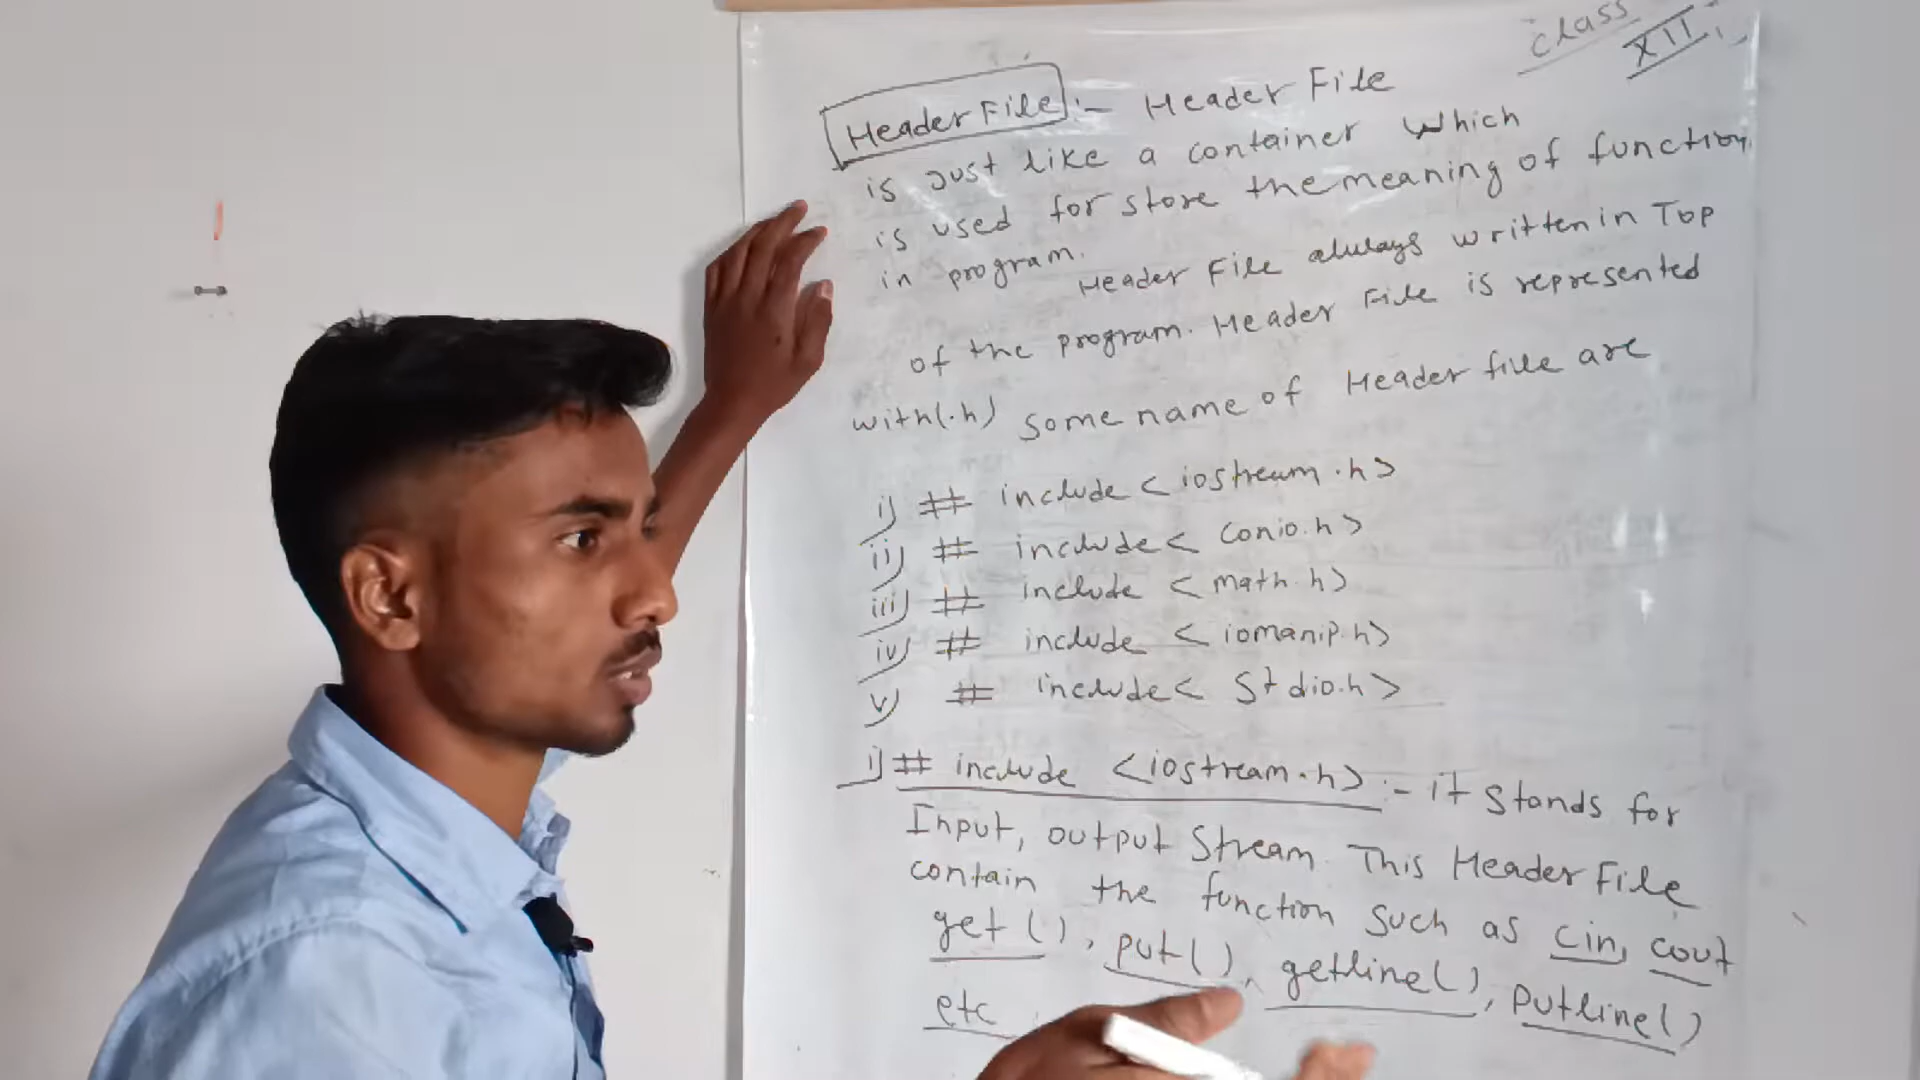 class
XII
Header File :- Header File
is Just like a container which
is used for store the meaning of function
in program.
Header File always written in Top
of the program. Header File is represented
with(.h) Some name of Header file are
i) # include < iostream.h>
ii) # include < conio.h>
iii) # include < math.h>
iv) # include < iomanip.h>
v) # include < Stdio.h>
i) # include <iostream.h> :- it stands for
Input, output Stream. This Header File
contain the function such as cin, cout
get(), put(), getline(), Putline()
etc